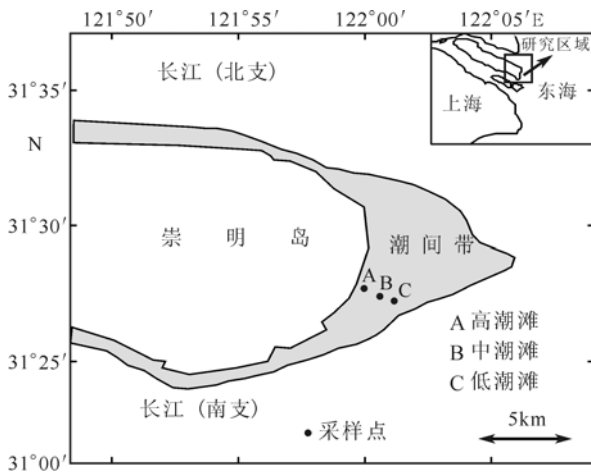 121°50′ 121°55′ 122°00′ 122°05′E
研究区域
长江(北支)
31°35′
上海 东海
N
31°30′
崇明岛 潮间带
A
B
C
A 高潮滩
B 中潮滩
31°25′
C 低潮滩
长江(南支)
采样点 5km
31°00′